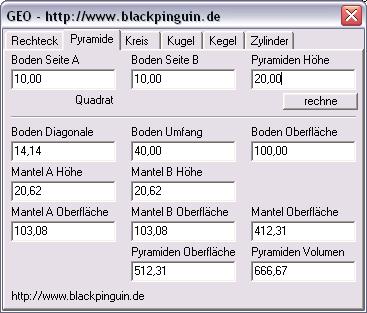 GEO - http://www.blackpinguin.de
Rechteck Pyramide Kreis Kugel Kegel Zylinder
Boden Seite A Boden Seite B Pyramiden Höhe
10,00 10,00 20,00
Quadrat rechne
Boden Diagonale Boden Umfang Boden Oberfläche
14,14 40,00 100,00
Mantel A Höhe Mantel B Höhe
20,62 20,62
Mantel A Oberfläche Mantel B Oberfläche Mantel Oberfläche
103,08 103,08 412,31
Pyramiden Oberfläche Pyramiden Volumen
512,31 666,67
http://www.blackpinguin.de